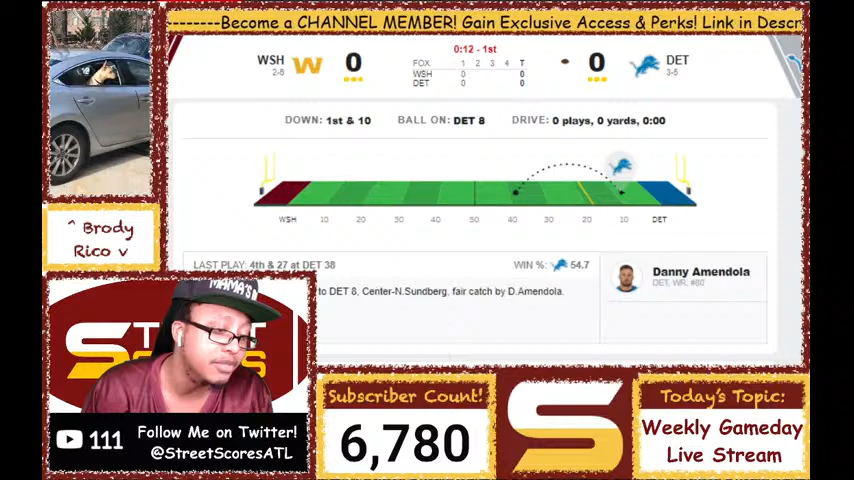 -------Become a CHANNEL MEMBER! Gain Exclusive Access & Perks! Link in Descr
WSH
2-6
W
0
0:12 - 1st
FOX 1 2 3 4 T
WSH 0 0
DET 0 0
0
DET
3-5
DOWN: 1st & 10 BALL ON: DET 8 DRIVE: 0 plays, 0 yards, 0:00
WSH 10 20 30 40 40 30 20 10 DET
LAST PLAY: 4th & 27 at DET 38 WIN %: 54.7
to DET 8, Center-N.Sundberg, fair catch by D.Amendola.
Danny Amendola
DET, WR, #80
^ Brody
Rico v
MAMA'S
111
Follow Me on Twitter!
@StreetScoresATL
Subscriber Count!
6,780
S
Today's Topic:
Weekly Gameday
Live Stream